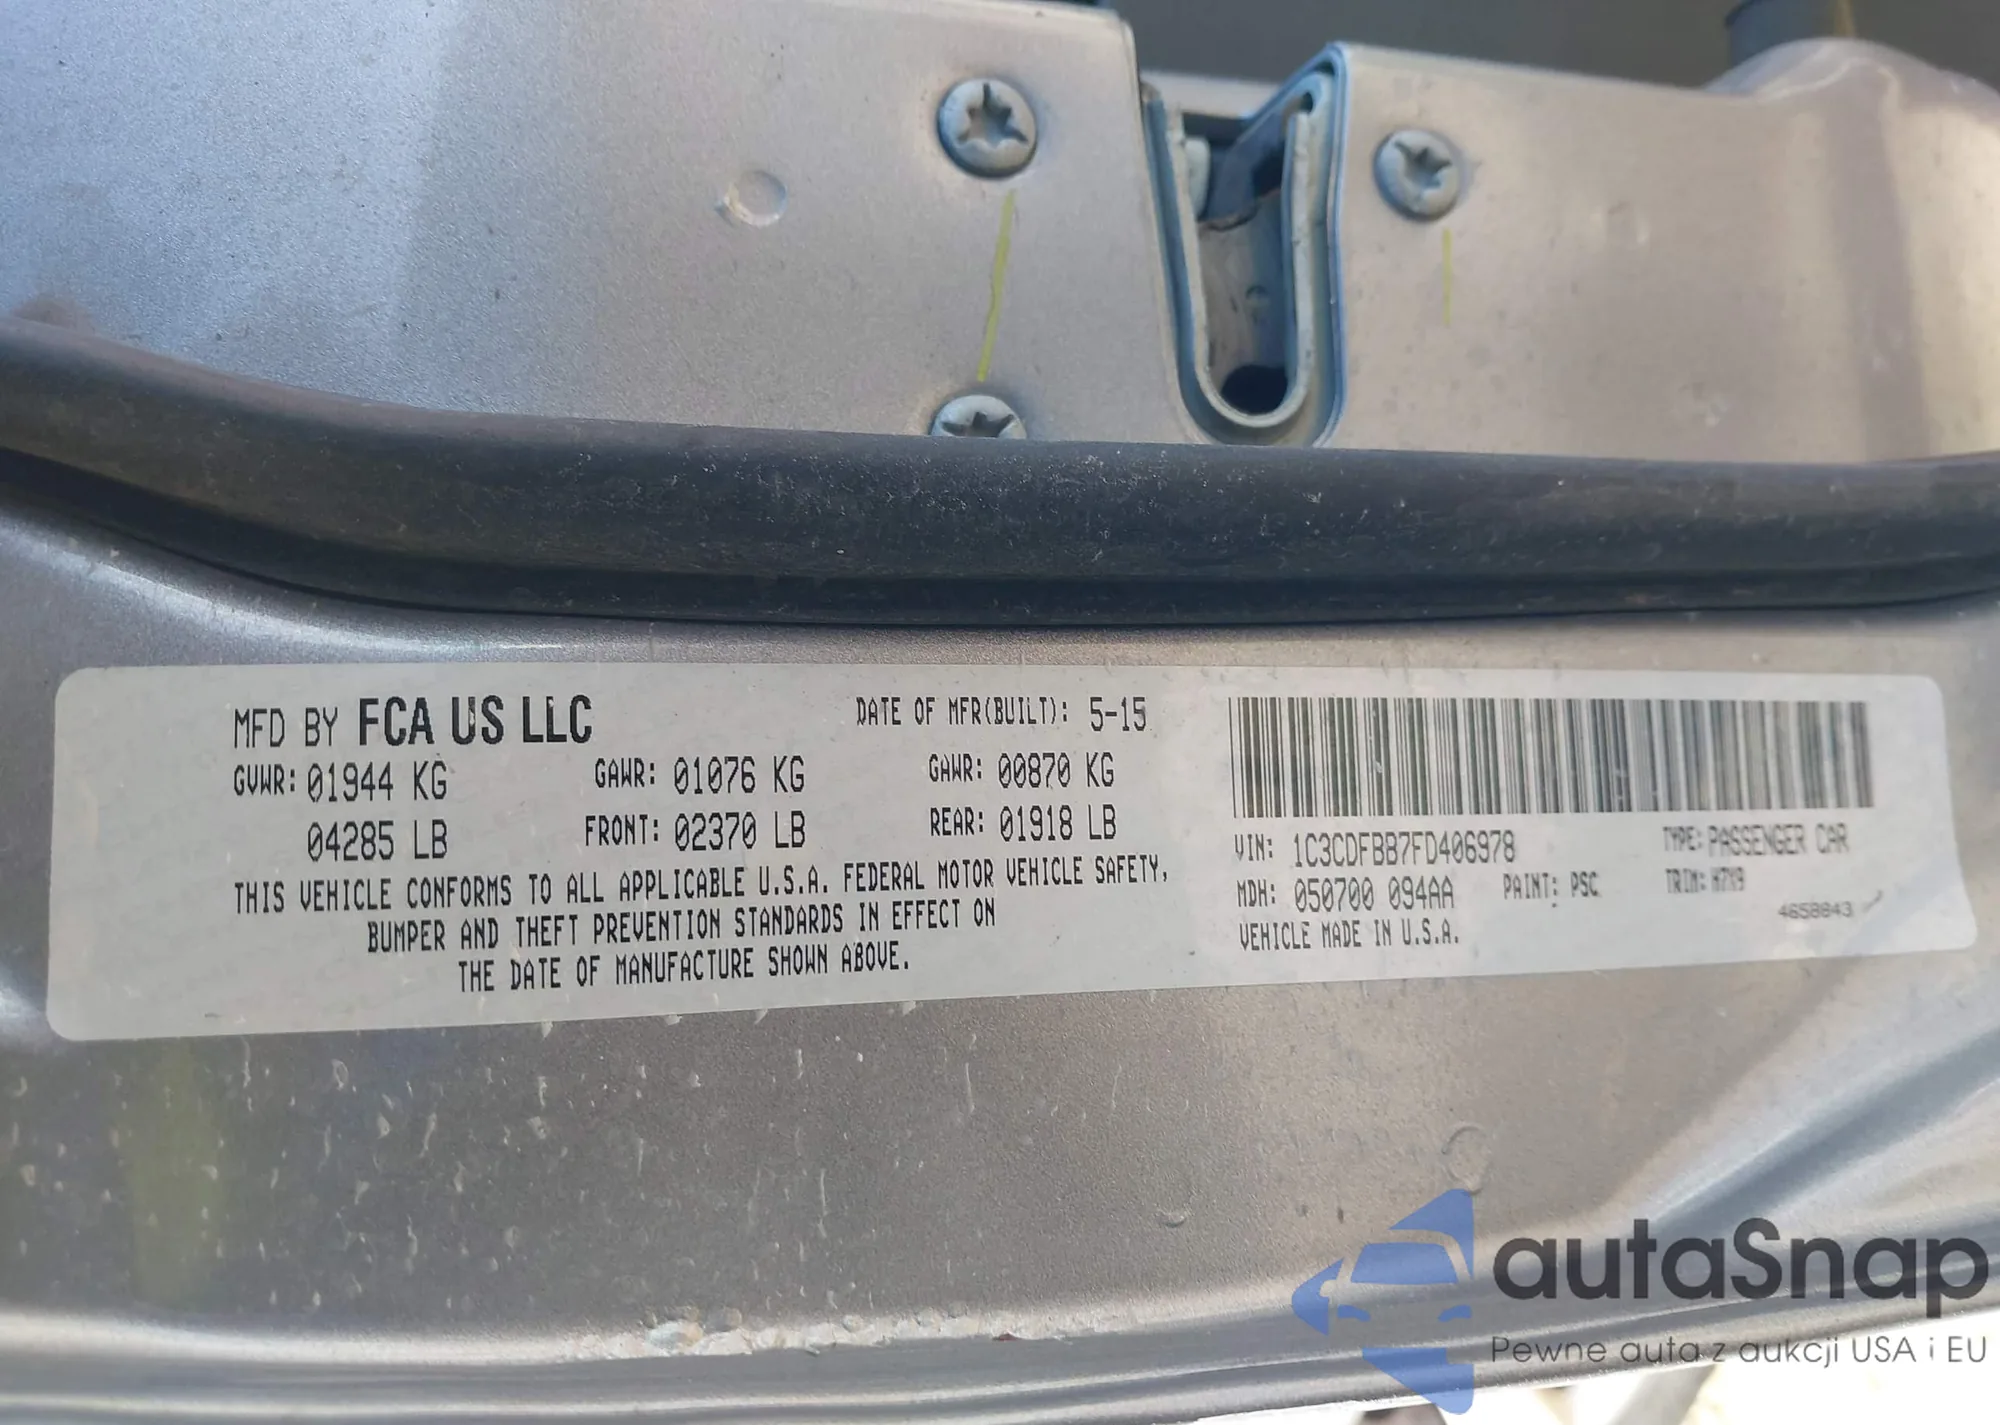 MFD BY FCA US LLC
DATE OF MFR(BUILT): 5-15
GVWR: 01944 KG GAWR: 01076 KG GAWR: 00870 KG
04285 LB FRONT: 02370 LB REAR: 01918 LB
THIS VEHICLE CONFORMS TO ALL APPLICABLE U.S.A. FEDERAL MOTOR VEHICLE SAFETY,
BUMPER AND THEFT PREVENTION STANDARDS IN EFFECT ON
THE DATE OF MANUFACTURE SHOWN ABOVE.
VIN: 1C3CDFBB7FD406978 TYPE: PASSENGER CAR
MDH: 050700 094AA PAINT: PSC TRIM: H7X9
4658843
VEHICLE MADE IN U.S.A.
autaSnap
Pewne auta z aukcji USA i EU